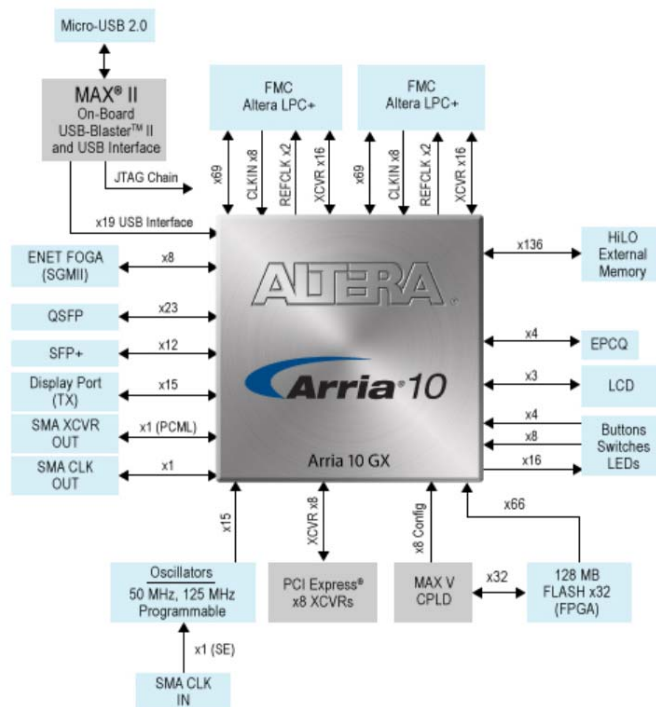 Micro-USB 2.0
MAX® II
On-Board
USB-Blaster™ II
and USB Interface
JTAG Chain
x19 USB Interface
FMC
Altera LPC+
FMC
Altera LPC+
x69
CLKIN x8
REFCLK x2
XCVR x16
x69
CLKIN x8
REFCLK x2
XCVR x16
ENET FOGA
(SGMII)
x8
QSFP
x23
SFP+
x12
Display Port
(TX)
x15
SMA XCVR
OUT
x1 (PCML)
SMA CLK
OUT
x1
ALTERA®
Arria® 10
Arria 10 GX
x136
HiLO
External
Memory
x4
EPCQ
x3
LCD
x4
x8
x16
Buttons
Switches
LEDs
x15
XCVR x8
x8 Config
x66
Oscillators
50 MHz, 125 MHz
Programmable
PCI Express®
x8 XCVRs
MAX V
CPLD
x32
128 MB
FLASH x32
(FPGA)
x1 (SE)
SMA CLK
IN